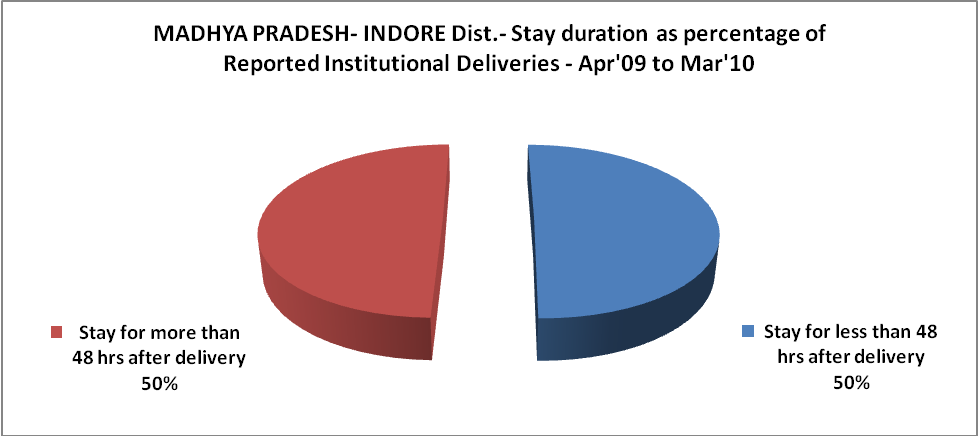 MADHYA PRADESH- INDORE Dist.- Stay duration as percentage of
Reported Institutional Deliveries - Apr'09 to Mar'10
Stay for more than
48 hrs after delivery
50%
Stay for less than 48
hrs after delivery
50%